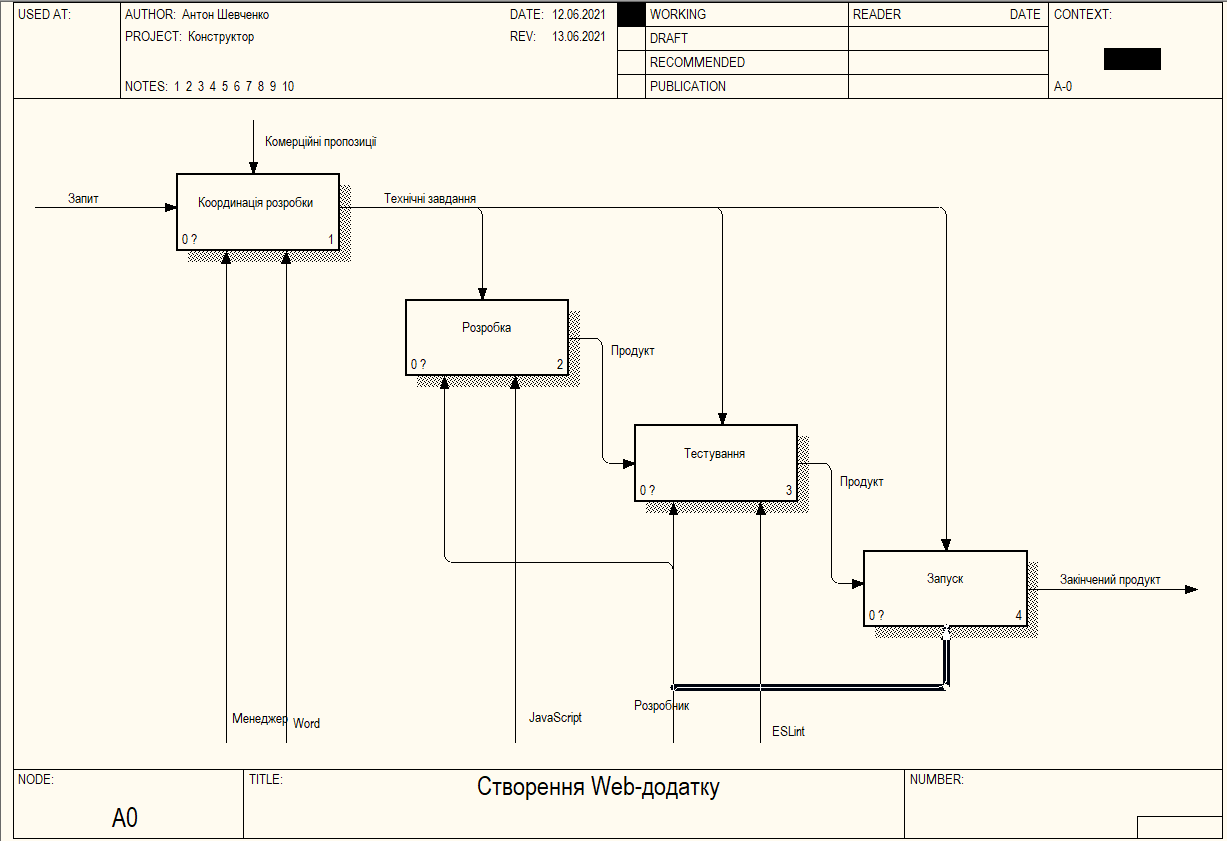 USED AT:
AUTHOR: Антон Шевченко
DATE: 12.06.2021
WORKING
READER
DATE
CONTEXT:
PROJECT: Конструктор
REV: 13.06.2021
DRAFT
RECOMMENDED
NOTES: 1 2 3 4 5 6 7 8 9 10
PUBLICATION
A-0
Комерційні пропозиції
Запит
Координація розробки
Технічні завдання
0 ?
1
Розробка
Продукт
0 ?
2
Тестування
Продукт
0 ?
3
Запуск
Закінчений продукт
0 ?
4
Розробник
Менеджер
Word
JavaScript
ESLint
NODE:
TITLE:
Створення Web-додатку
NUMBER:
A0